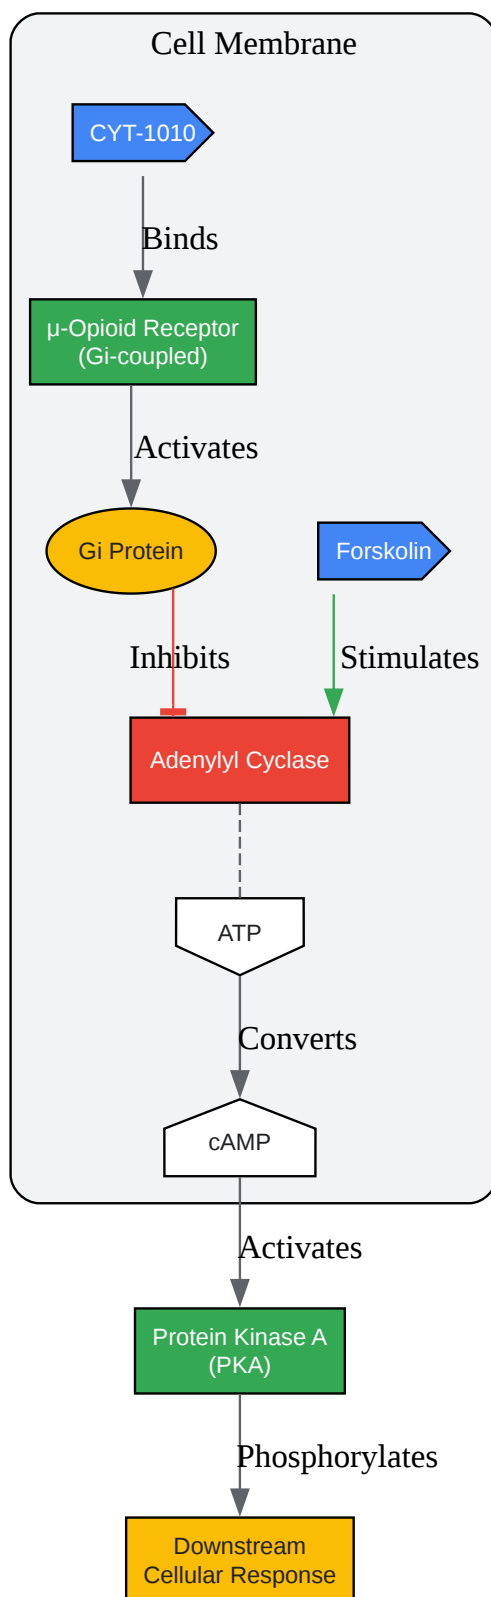 Cell Membrane
CYT-1010
Binds
μ-Opioid Receptor
(Gi-coupled)
Activates
Gi Protein
Forskolin
Inhibits
Stimulates
Adenylyl Cyclase
ATP
Converts
cAMP
Activates
Protein Kinase A
(PKA)
Phosphorylates
Downstream
Cellular Response